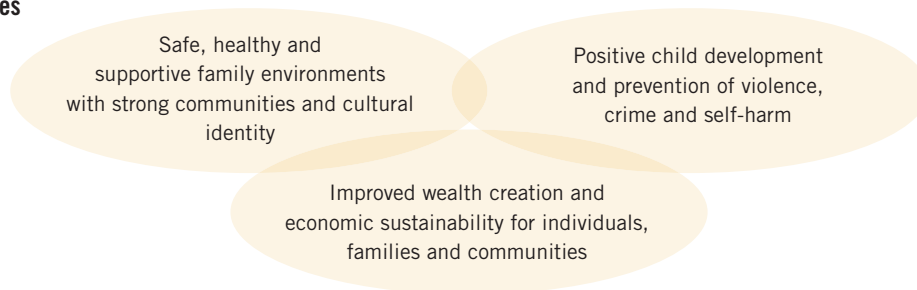 Safe, healthy and
supportive family environments
with strong communities and cultural
identity
Positive child development
and prevention of violence,
crime and self-harm
Improved wealth creation and
economic sustainability for individuals,
families and communities